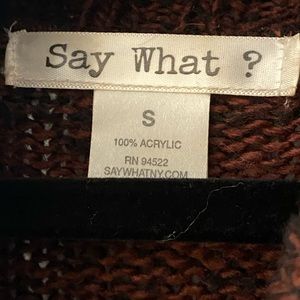 Say What ?
S
100% ACRYLIC
RN 94522
SAYWHATNY.COM